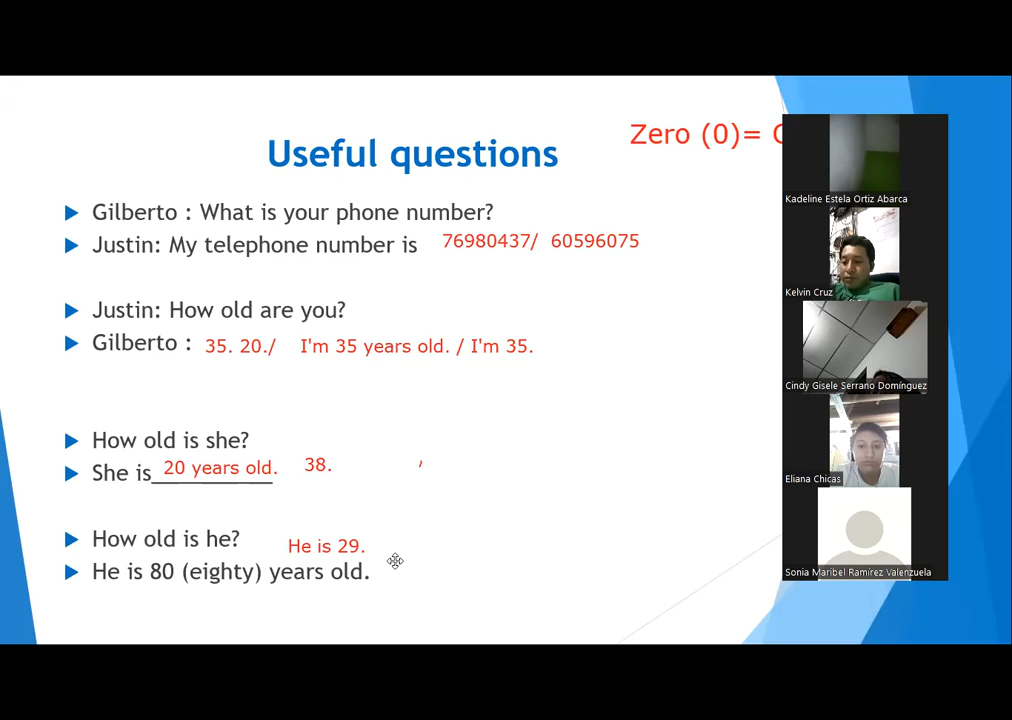 Zero (0)=
Useful questions
Gilberto : What is your phone number?
Justin: My telephone number is 76980437/ 60596075
Justin: How old are you?
Gilberto : 35. 20./ I'm 35 years old. / I'm 35.
How old is she?
She is 20 years old. 38. ,
How old is he?
He is 29.
He is 80 (eighty) years old.
Kadeline Estela Ortiz Abarca
Kelvin Cruz
Cindy Gisele Serrano Domínguez
Eliana Chicas
Sonia Maribel Ramírez Valenzuela